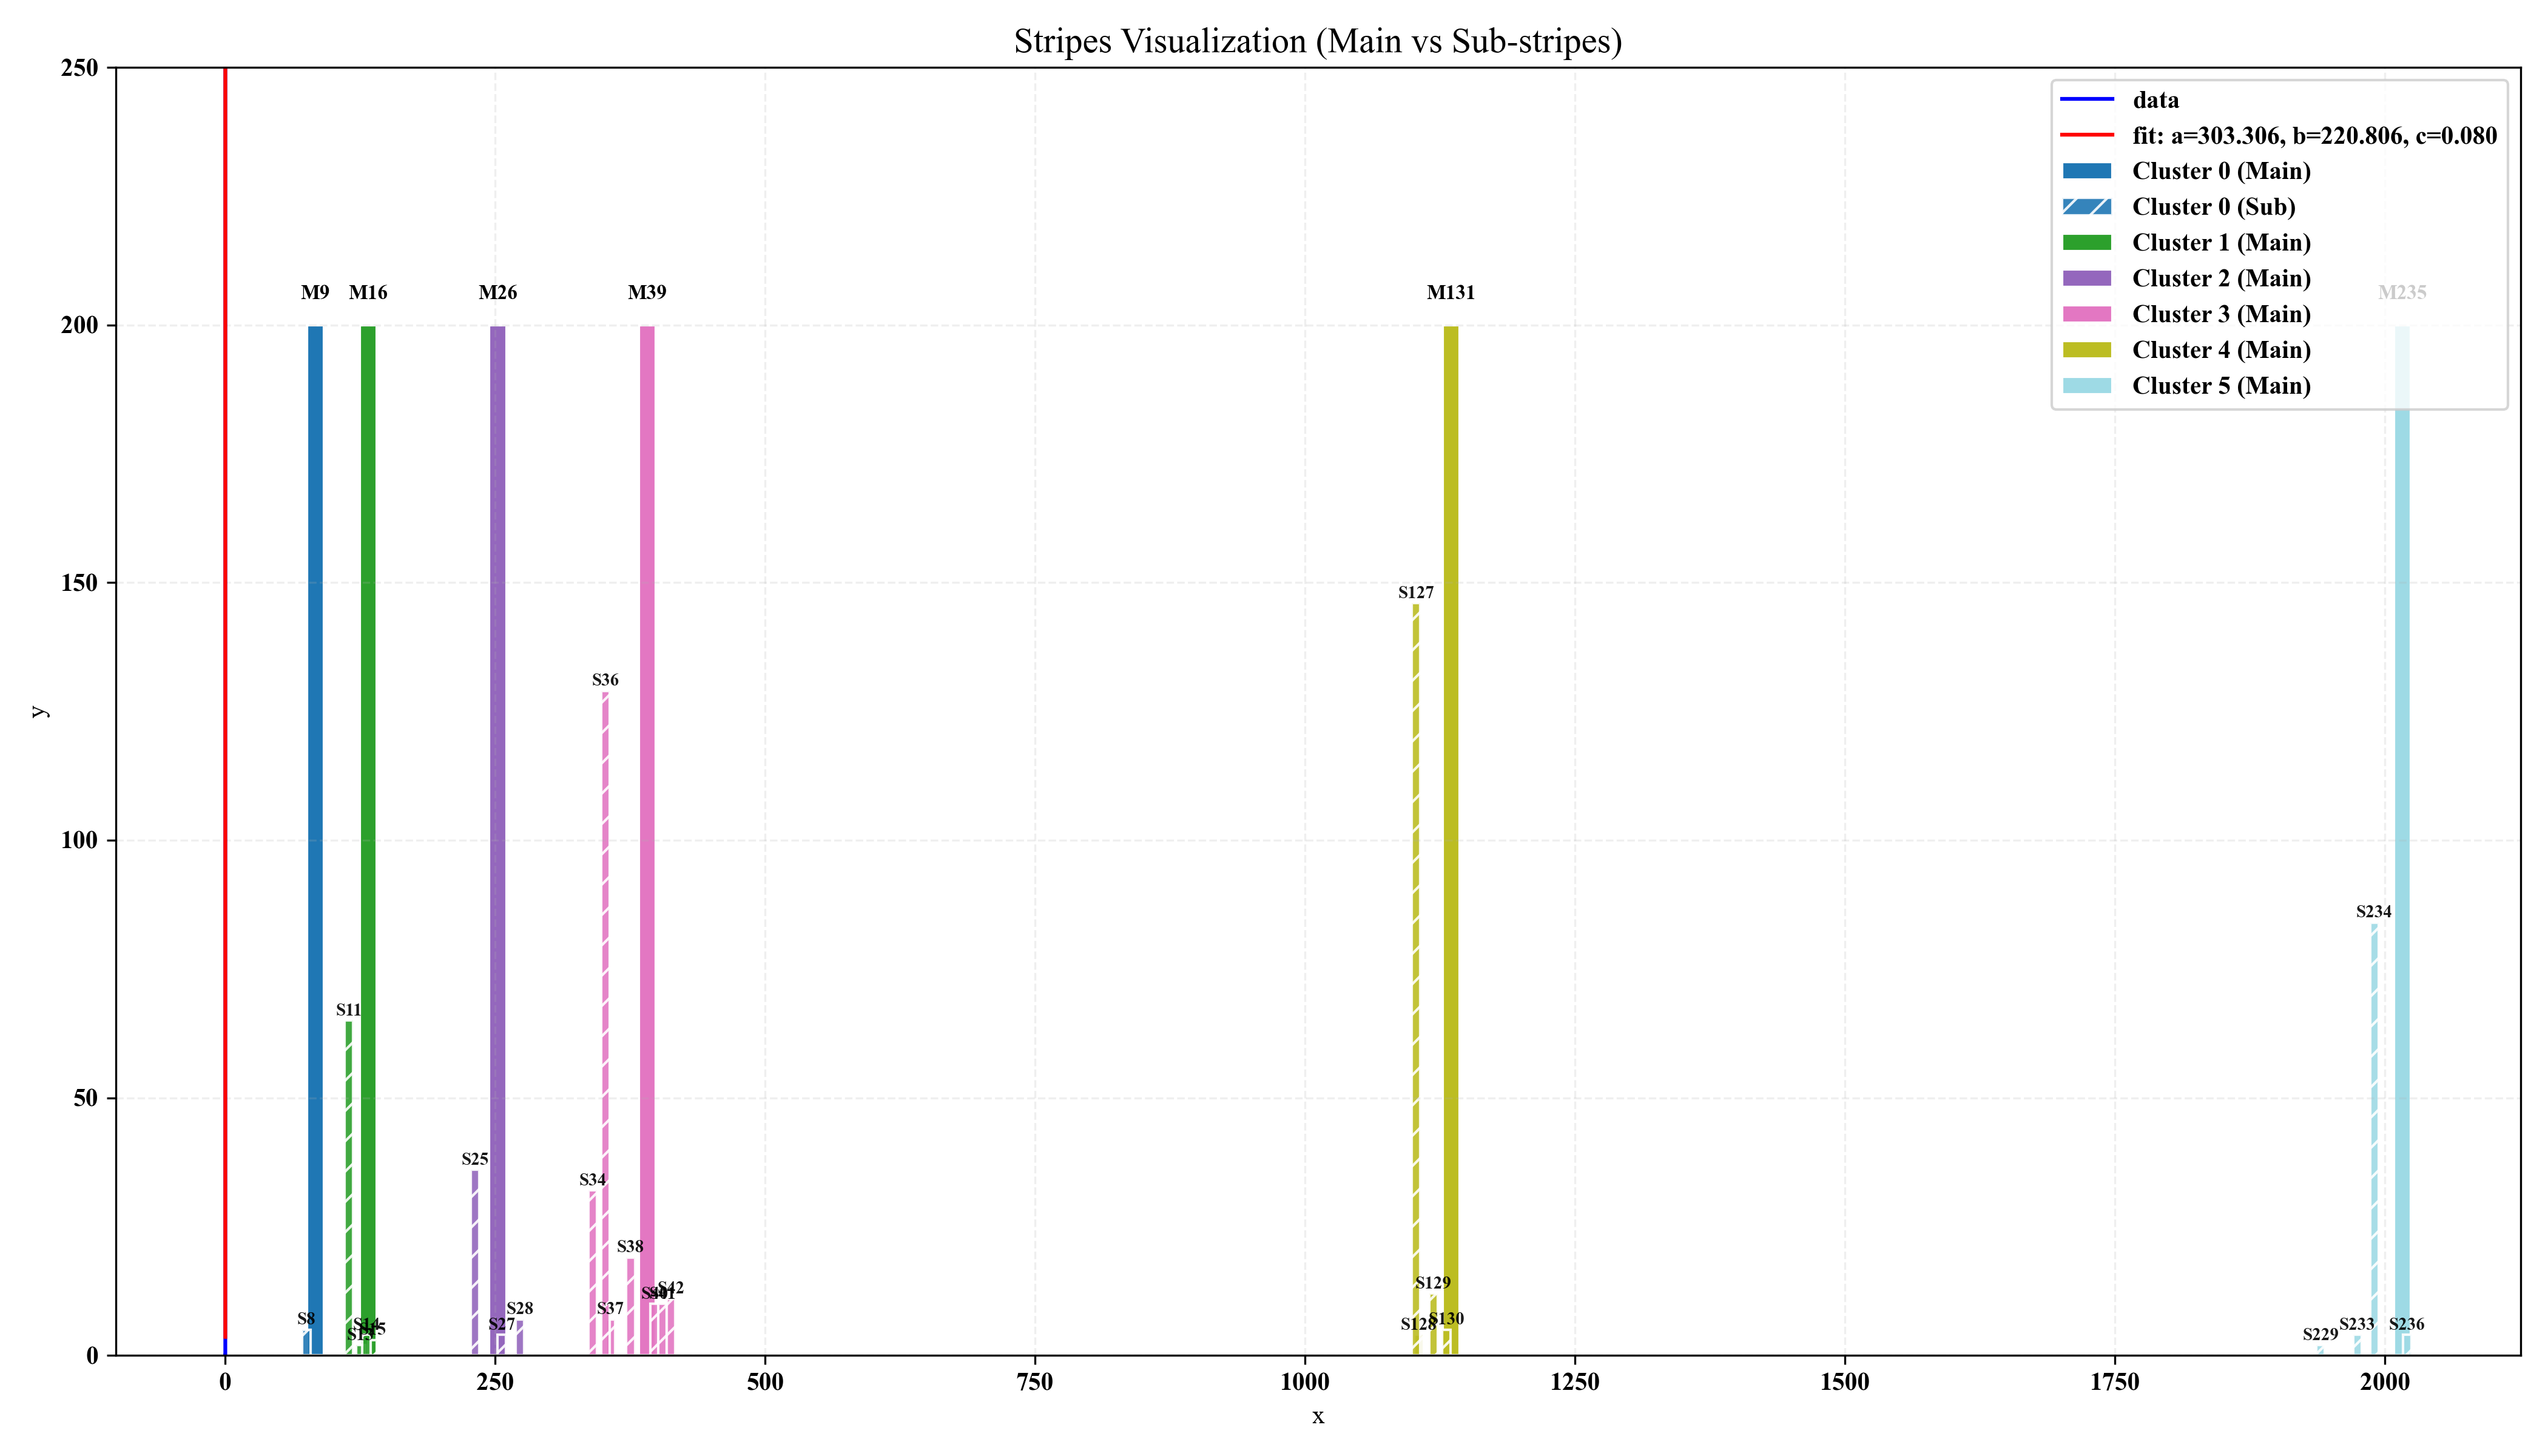 Stripes Visualization (Main vs Sub-stripes)
250
200
150
100
50
0
y
data
fit: a=303.306, b=220.806, c=0.080
Cluster 0 (Main)
Cluster 0 (Sub)
Cluster 1 (Main)
Cluster 2 (Main)
Cluster 3 (Main)
Cluster 4 (Main)
Cluster 5 (Main)
M9 M16 M26 M39 M131 M235
S127
S36
S234
S11
S25
S34
S38
S42
S129
S8
S37
S28
S27
S14
S128
S130
S229
S233
S236
0 250 500 750 1000 1250 1500 1750 2000
x